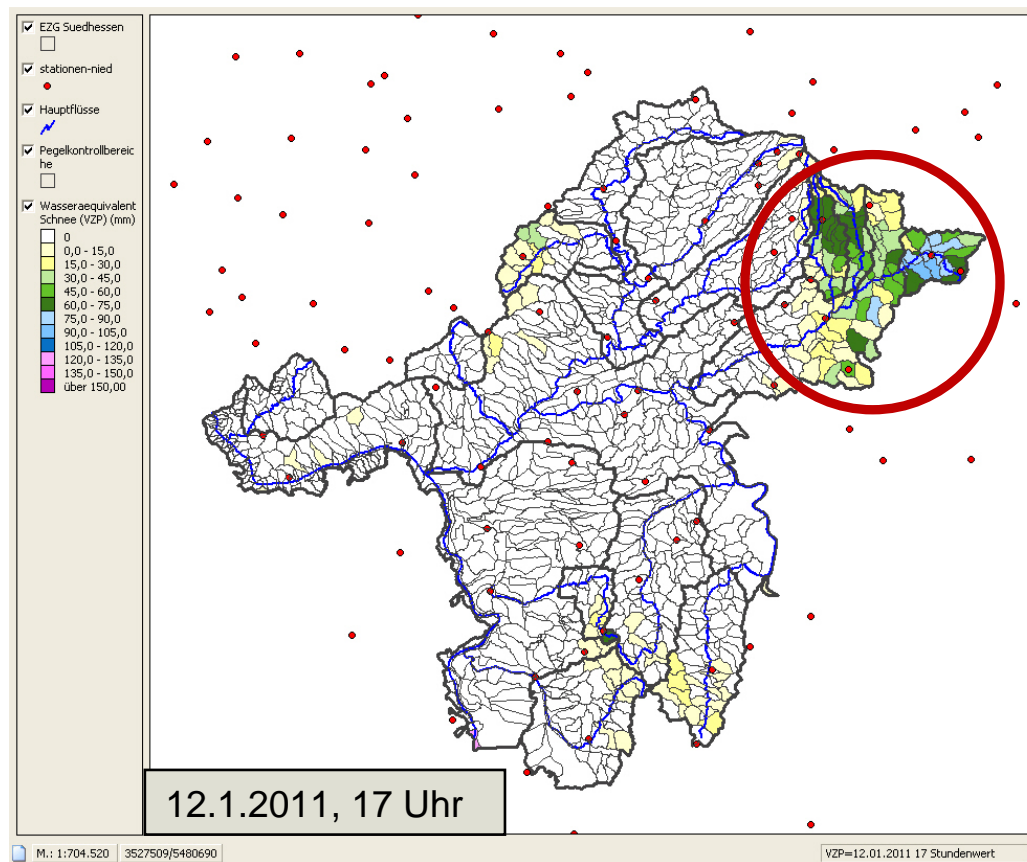 EZG Suedhessen
stationen-nied
Hauptflüsse
Pegelkontrollbereic
he
Wasseraequivalent
Schnee (VZP) (mm)
0
0,0 - 15,0
15,0 - 30,0
30,0 - 45,0
45,0 - 60,0
60,0 - 75,0
75,0 - 90,0
90,0 - 105,0
105,0 - 120,0
120,0 - 135,0
135,0 - 150,0
über 150,00
12.1.2011, 17 Uhr
M.: 1:704.520 3527509/5480690 VZP=12.01.2011 17 Stundenwert